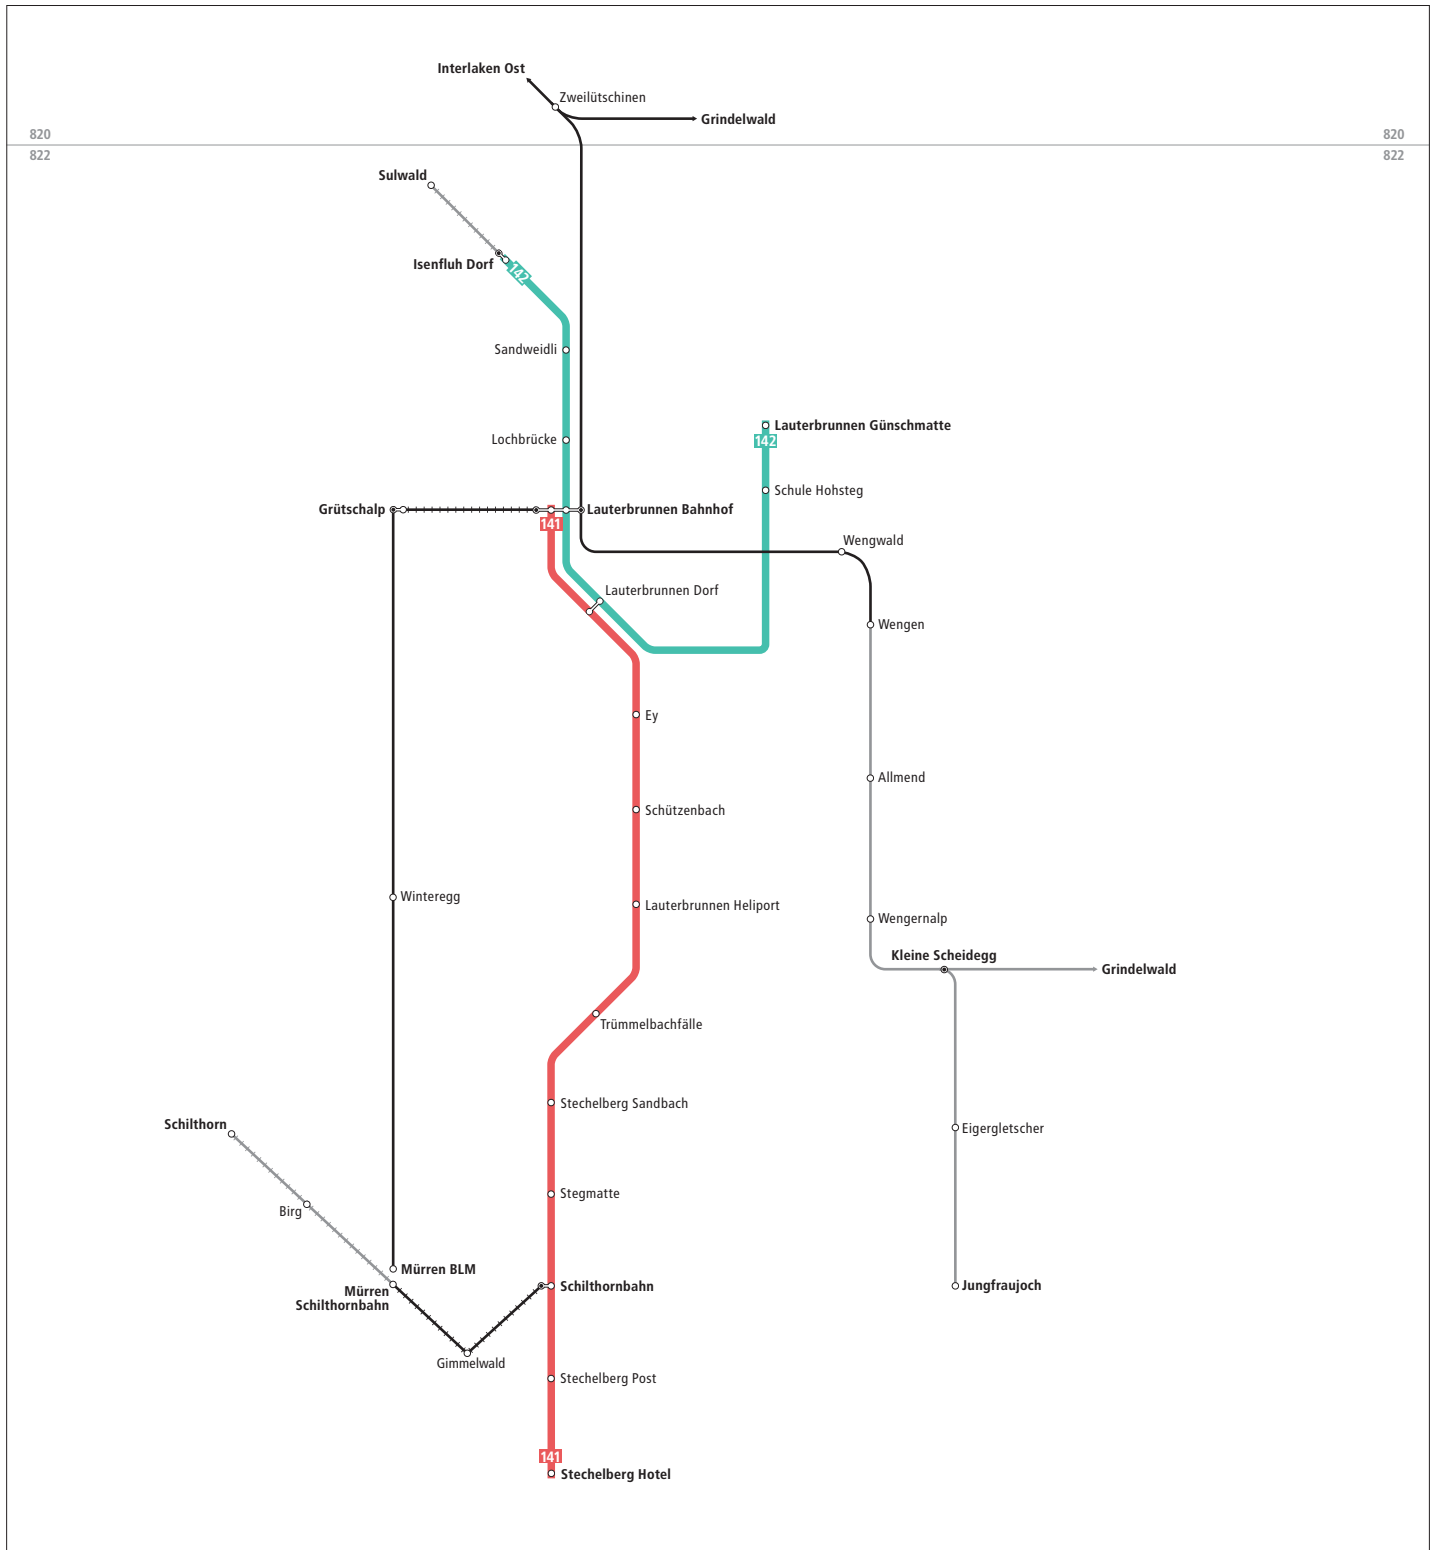 Interlaken Ost
Zweilütschinen
Grindelwald
820
820
822
822
Sulwald
Isenfluh Dorf
142
Sandweidli
Lauterbrunnen Günschmatte
142
Lochbrücke
Schule Hohsteg
Grütschalp
Lauterbrunnen Bahnhof
141
Wengwald
Lauterbrunnen Dorf
Wengen
Ey
Allmend
Schützenbach
Winteregg
Lauterbrunnen Heliport
Wengernalp
Kleine Scheidegg
Grindelwald
Trümmelbachfälle
Stechelberg Sandbach
Schilthorn
Eigergletscher
Stegmatte
Birg
Mürren BLM
Mürren
Schilthornbahn
Schilthornbahn
Jungfraujoch
Gimmelwald
Stechelberg Post
141
Stechelberg Hotel